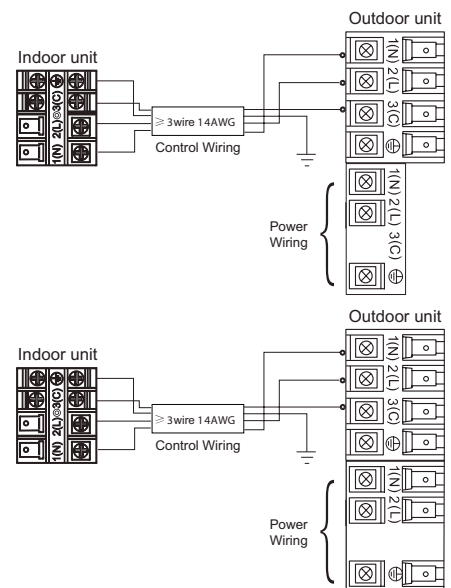 Outdoor unit
Indoor unit
1(N) 2(L) 3(C)
1(N) 2(L) 3(C)
≥ 3wire 14AWG
Control Wiring
1(N) 2(L) 3(C)
Power
Wiring
Outdoor unit
Indoor unit
1(N) 2(L) 3(C)
1(N) 2(L) 3(C)
≥ 3wire 14AWG
Control Wiring
1(N) 2(L)
Power
Wiring